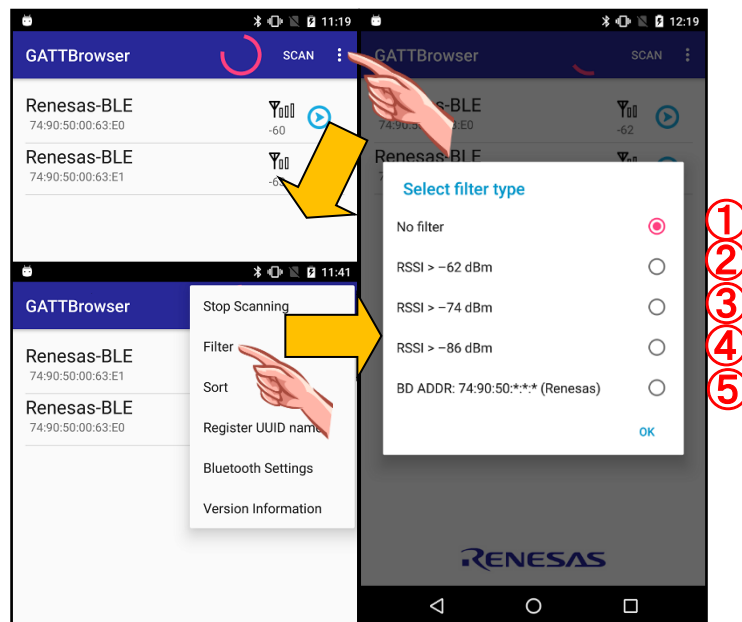 11:19
GATTBrowser
SCAN
Renesas-BLE
74:90:50:00:63:E0
-60
Renesas-BLE
74:90:50:00:63:E1
11:41
GATTBrowser
Renesas-BLE
74:90:50:00:63:E1
Renesas-BLE
74:90:50:00:63:E0
Stop Scanning
Filter
Sort
Register UUID name
Bluetooth Settings
Version Information
12:19
GATTBrowser
SCAN
-62
Renesas-BLE
Select filter type
No filter
①
RSSI > −62 dBm
②
RSSI > −74 dBm
③
RSSI > −86 dBm
④
BD ADDR: 74:90:50:*:*:* (Renesas)
⑤
OK
RENESAS